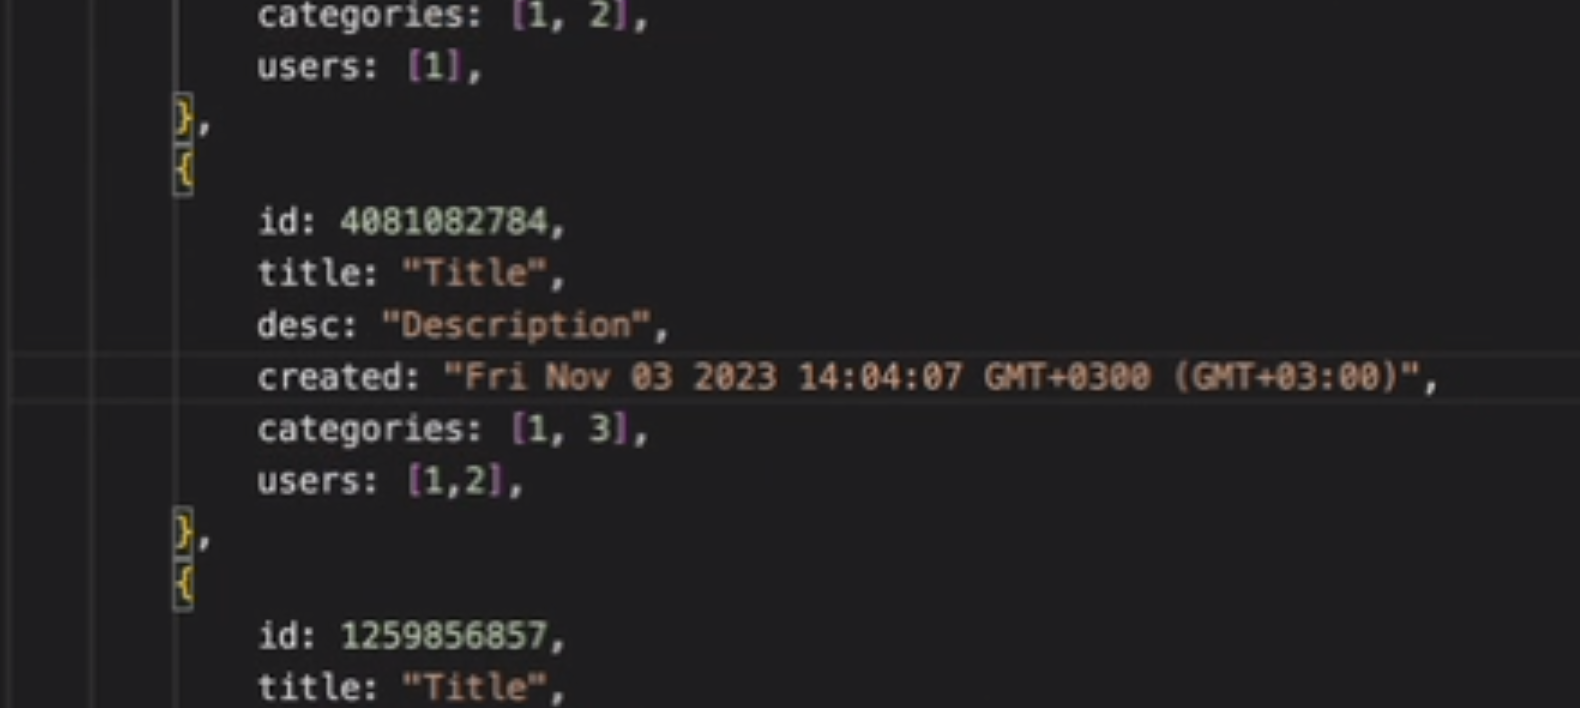 categories: [1, 2],
users: [1],
},
{
id: 4081082784,
title: "Title",
desc: "Description",
created: "Fri Nov 03 2023 14:04:07 GMT+0300 (GMT+03:00)",
categories: [1, 3],
users: [1,2],
},
{
id: 1259856857,
title: "Title",